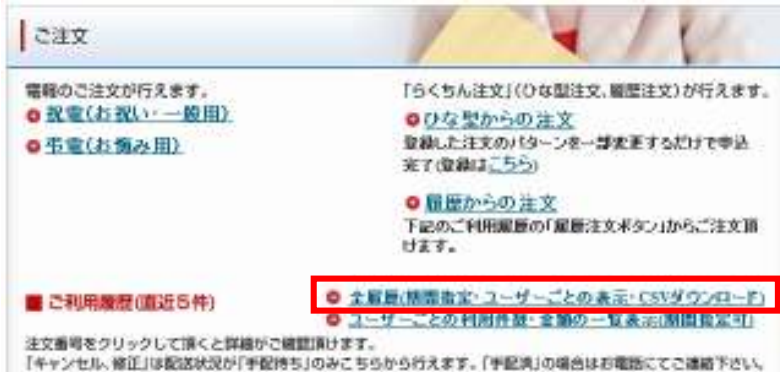 ご注文
電報のご注文が行えます。
祝電(お祝い・一般用)
弔電(お悔み用)
「らくちん注文」(ひな型注文、履歴注文)が行えます。
ひな型からの注文
登録した注文のパターンを一部変更するだけで申込
完了(登録はこちら)
履歴からの注文
下記のご利用履歴の「履歴注文ボタン」からご注文頂
けます。
ご利用履歴(直近5件)
全履歴(期間指定・ユーザーごとの表示・CSVダウンロード)
ユーザーごとの利用件数・金額の一覧表示(期間指定可)
注文番号をクリックして頂くと詳細がご確認頂けます。
「キャンセル、修正」は配送状況が「手配待ち」のみこちらから行えます。「手配済」の場合はお電話にてご連絡下さい。